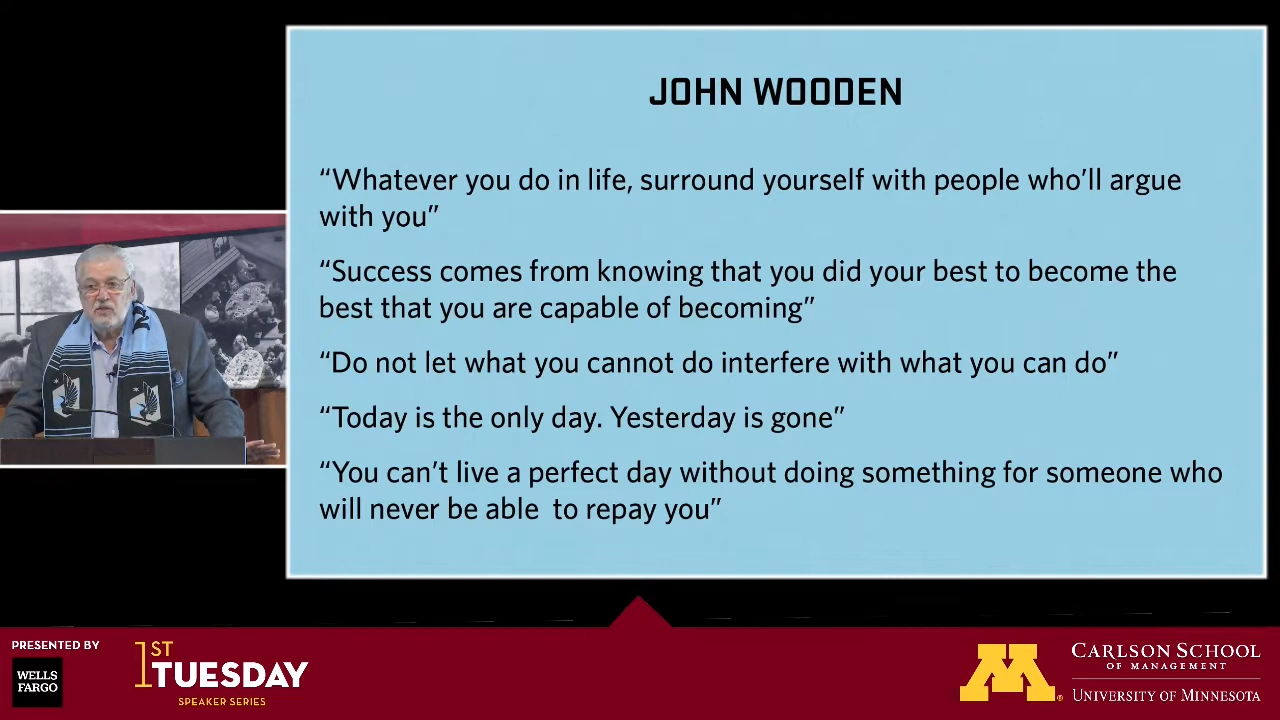 JOHN WOODEN
“Whatever you do in life, surround yourself with people who’ll argue
with you”
“Success comes from knowing that you did your best to become the
best that you are capable of becoming”
“Do not let what you cannot do interfere with what you can do”
“Today is the only day. Yesterday is gone”
“You can’t live a perfect day without doing something for someone who
will never be able  to repay you”
PRESENTED BY
WELLS
FARGO
1ST
TUESDAY
SPEAKER SERIES
M
CARLSON SCHOOL
OF MANAGEMENT
UNIVERSITY OF MINNESOTA